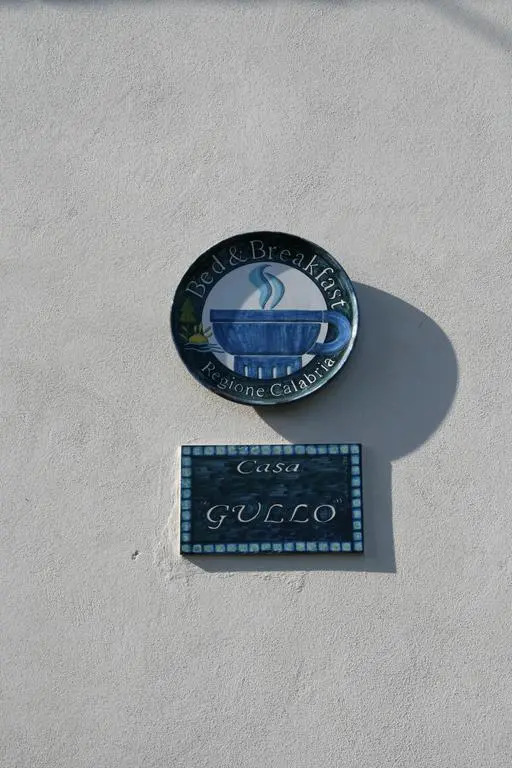 Bed & Breakfast
Regione Calabria
Casa
"GULLO"